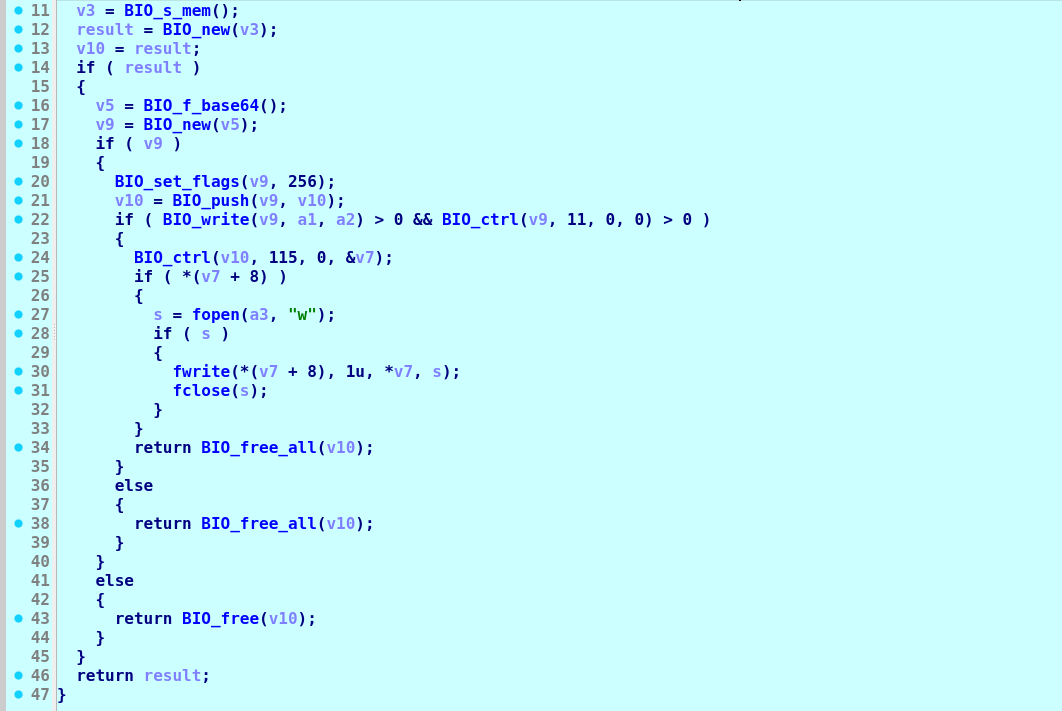 11 v3 = BIO_s_mem();
12 result = BIO_new(v3);
13 v10 = result;
14 if ( result )
15 {
16 v5 = BIO_f_base64();
17 v9 = BIO_new(v5);
18 if ( v9 )
19 {
20 BIO_set_flags(v9, 256);
21 v10 = BIO_push(v9, v10);
22 if ( BIO_write(v9, a1, a2) > 0 && BIO_ctrl(v9, 11, 0, 0) > 0 )
23 {
24 BIO_ctrl(v10, 115, 0, &v7);
25 if ( *(v7 + 8) )
26 {
27 s = fopen(a3, "w");
28 if ( s )
29 {
30 fwrite(*(v7 + 8), 1u, *v7, s);
31 fclose(s);
32 }
33 }
34 return BIO_free_all(v10);
35 }
36 else
37 {
38 return BIO_free_all(v10);
39 }
40 }
41 else
42 {
43 return BIO_free(v10);
44 }
45 }
46 return result;
47 }